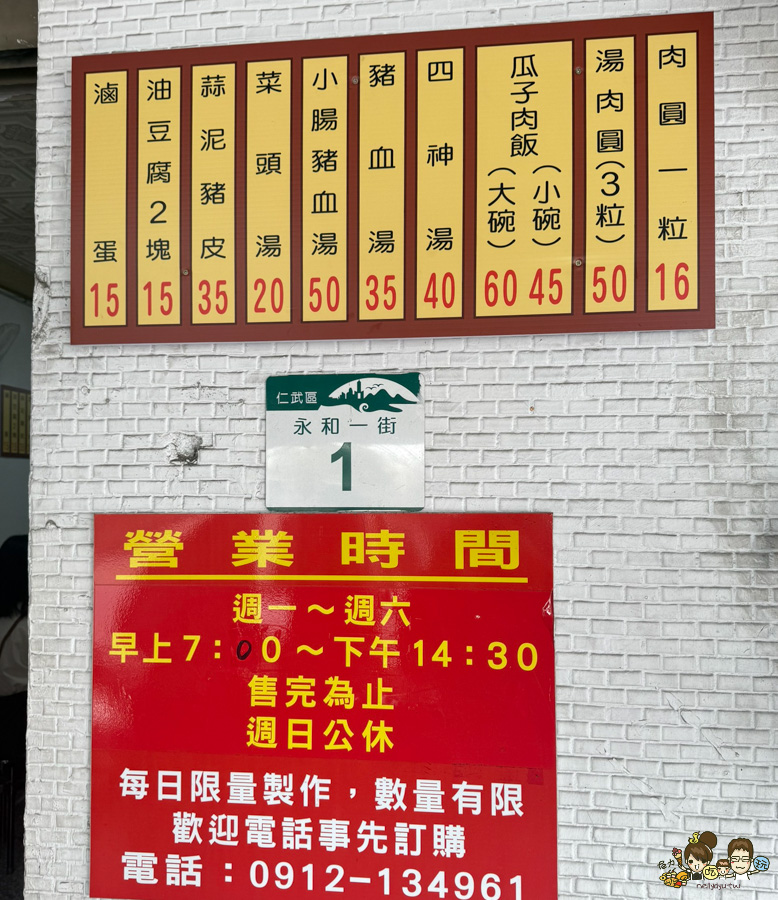 肉圓一粒 16
湯肉圓(3粒) 50
瓜子肉飯 (小碗) 45 (大碗) 60
四神湯 40
豬血湯 35
小腸豬血湯 50
菜頭湯 20
蒜泥豬皮 35
油豆腐2塊 15
滷蛋 15
仁武區
永和一街
1
營業時間
週一~週六
早上7:00~下午14:30
售完為止
週日公休
每日限量製作,數量有限
歡迎電話事先訂購
電話:0912-134961